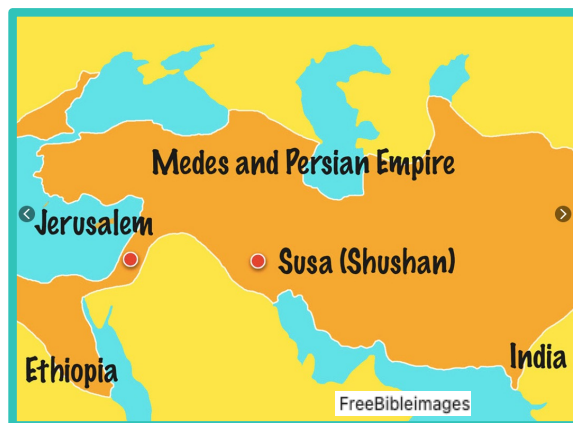 Medes and Persian Empire
Jerusalem
Susa (Shushan)
Ethiopia
India
FreeBibleimages